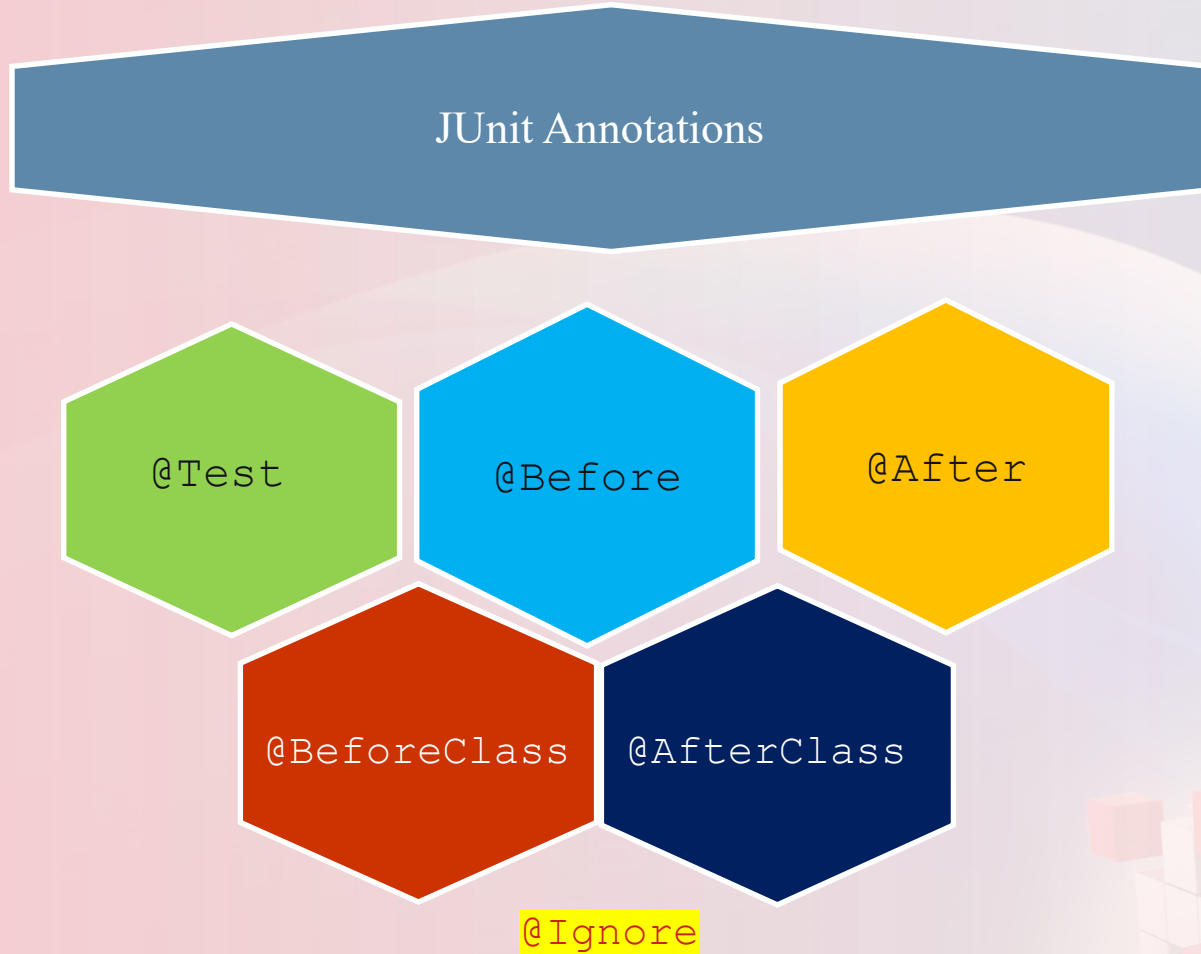 JUnit Annotations
@Test
@Before
@After
@BeforeClass
@AfterClass
@Ignore